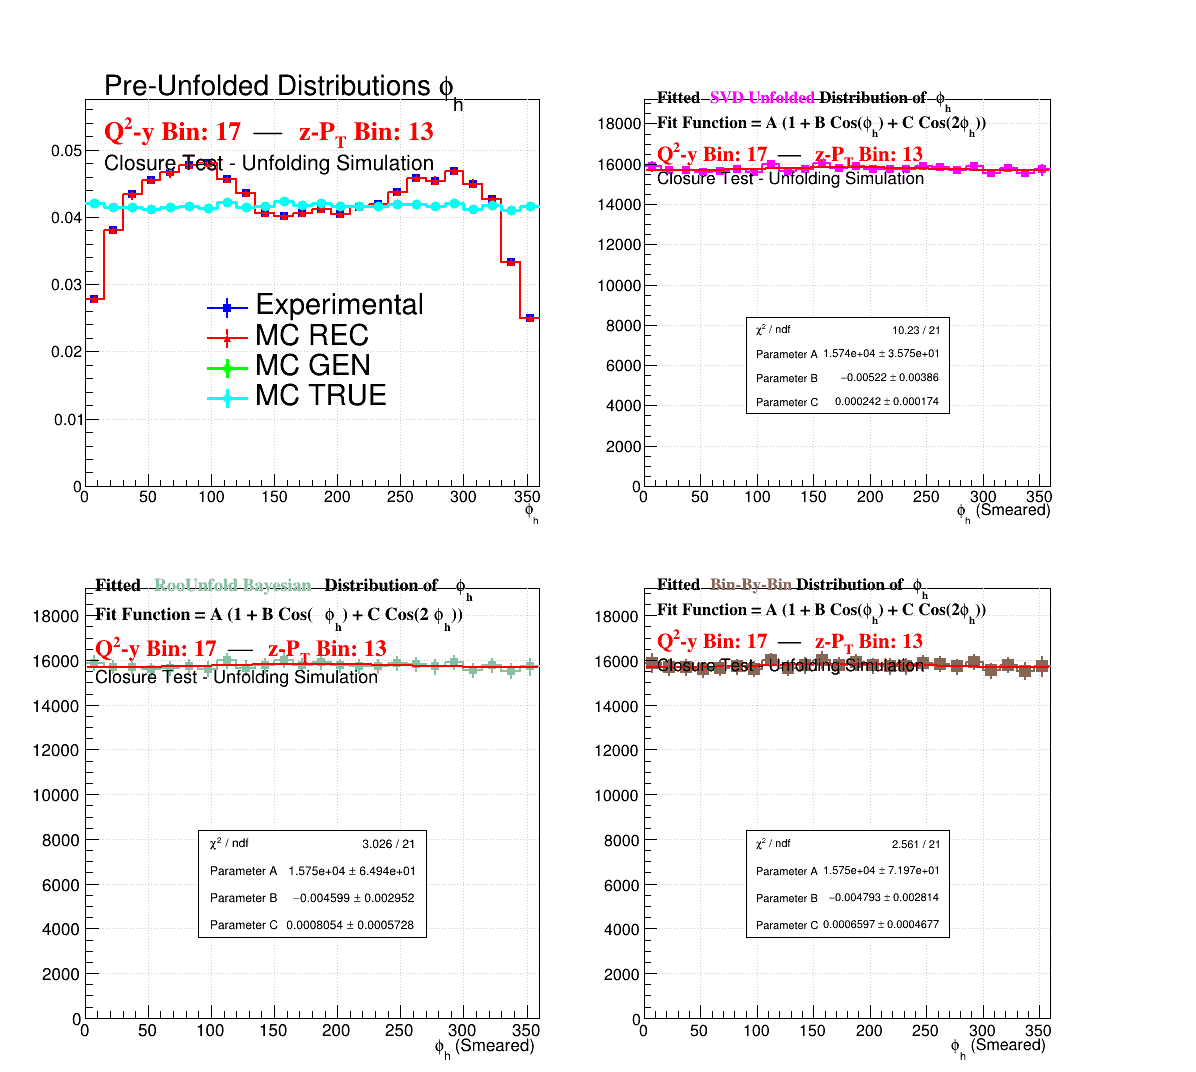 Pre-Unfolded Distributions ϕh
Q2-y Bin: 17 — z-PT Bin: 13
Closure Test - Unfolding Simulation
0.05
0.04
0.03
0.02
0.01
0
Experimental
MC REC
MC GEN
MC TRUE
0 50 100 150 200 250 300 350
ϕh
Fitted SVD Unfolded Distribution of ϕh
Fit Function = A (1 + B Cos(ϕh) + C Cos(2ϕh))
Q2-y Bin: 17 — z-PT Bin: 13
Closure Test - Unfolding Simulation
18000
16000
14000
12000
10000
8000
6000
4000
2000
0
χ2 / ndf 10.23 / 21
Parameter A 1.574e+04 ± 3.575e+01
Parameter B −0.00522 ± 0.00386
Parameter C 0.000242 ± 0.000174
0 50 100 150 200 250 300 350
ϕh (Smeared)
Fitted RooUnfold Bayesian Distribution of ϕh
Fit Function = A (1 + B Cos( ϕh) + C Cos(2 ϕh))
Q2-y Bin: 17 — z-PT Bin: 13
Closure Test - Unfolding Simulation
18000
16000
14000
12000
10000
8000
6000
4000
2000
0
χ2 / ndf 3.026 / 21
Parameter A 1.575e+04 ± 6.494e+01
Parameter B −0.004599 ± 0.002952
Parameter C 0.0008054 ± 0.0005728
0 50 100 150 200 250 300 350
ϕh (Smeared)
Fitted Bin-By-Bin Distribution of ϕh
Fit Function = A (1 + B Cos(ϕh) + C Cos(2ϕh))
Q2-y Bin: 17 — z-PT Bin: 13
Closure Test - Unfolding Simulation
18000
16000
14000
12000
10000
8000
6000
4000
2000
0
χ2 / ndf 2.561 / 21
Parameter A 1.575e+04 ± 7.197e+01
Parameter B −0.004793 ± 0.002814
Parameter C 0.0006597 ± 0.0004677
0 50 100 150 200 250 300 350
ϕh (Smeared)